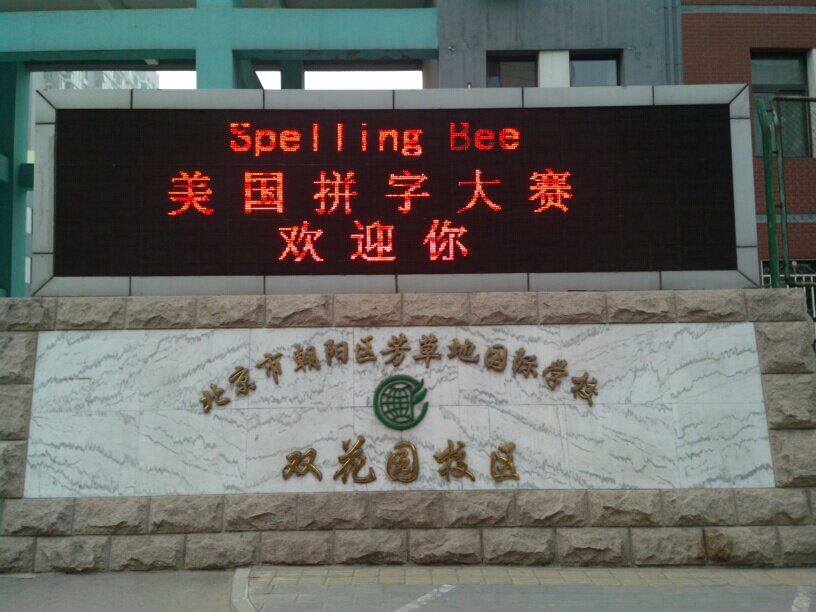 Spelling Bee
美国拼字大赛
欢迎你
北京市朝阳区芳草地国际学校
双花园校区